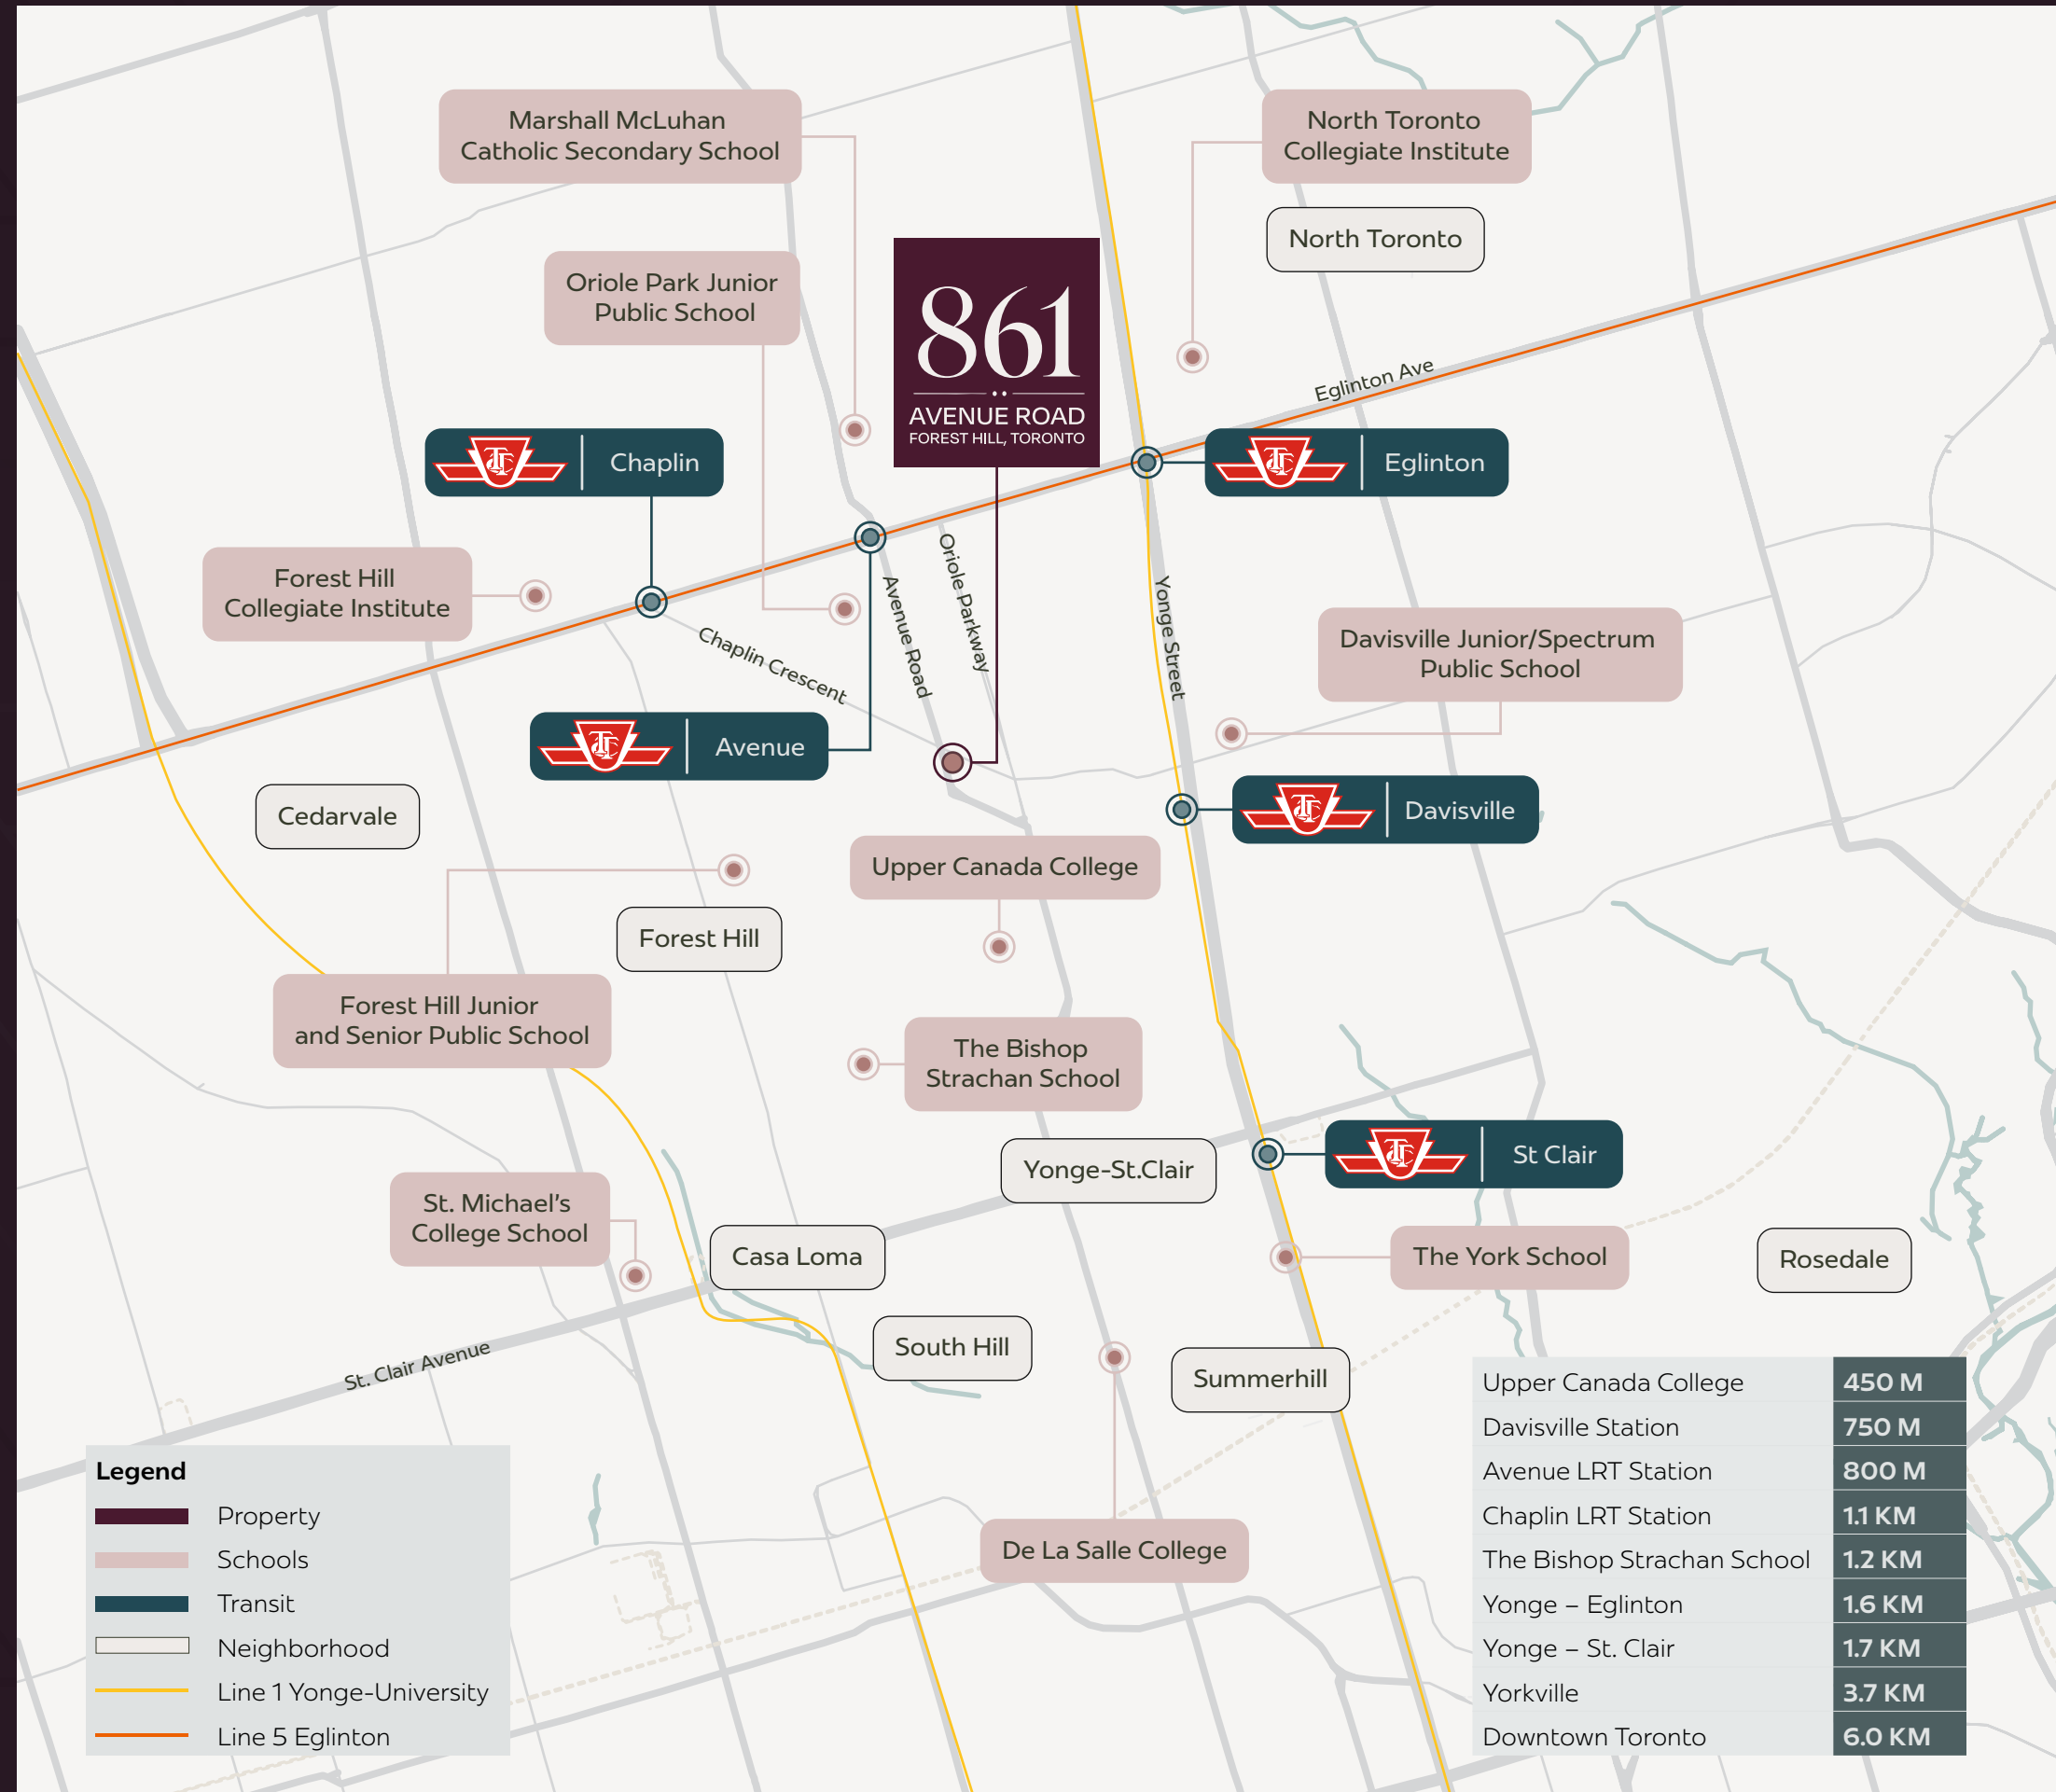 Marshall McLuhan
Catholic Secondary School
North Toronto
Collegiate Institute
North Toronto
Oriole Park Junior
Public School
861
AVENUE ROAD
FOREST HILL, TORONTO
Eglinton Ave
TTC
Chaplin
TTC
Eglinton
Forest Hill
Collegiate Institute
Chaplin Crescent
Avenue Road
Oriole Parkway
Yonge Street
Davisville Junior/Spectrum
Public School
TTC
Avenue
TTC
Davisville
Cedarvale
Upper Canada College
Forest Hill
Forest Hill Junior
and Senior Public School
The Bishop
Strachan School
Yonge-St.Clair
TTC
St Clair
St. Michael's
College School
Casa Loma
The York School
Rosedale
South Hill
Summerhill
St. Clair Avenue
De La Salle College
Legend
Property
Schools
Transit
Neighborhood
Line 1 Yonge-University
Line 5 Eglinton
Upper Canada College 450 M
Davisville Station 750 M
Avenue LRT Station 800 M
Chaplin LRT Station 1.1 KM
The Bishop Strachan School 1.2 KM
Yonge – Eglinton 1.6 KM
Yonge – St. Clair 1.7 KM
Yorkville 3.7 KM
Downtown Toronto 6.0 KM